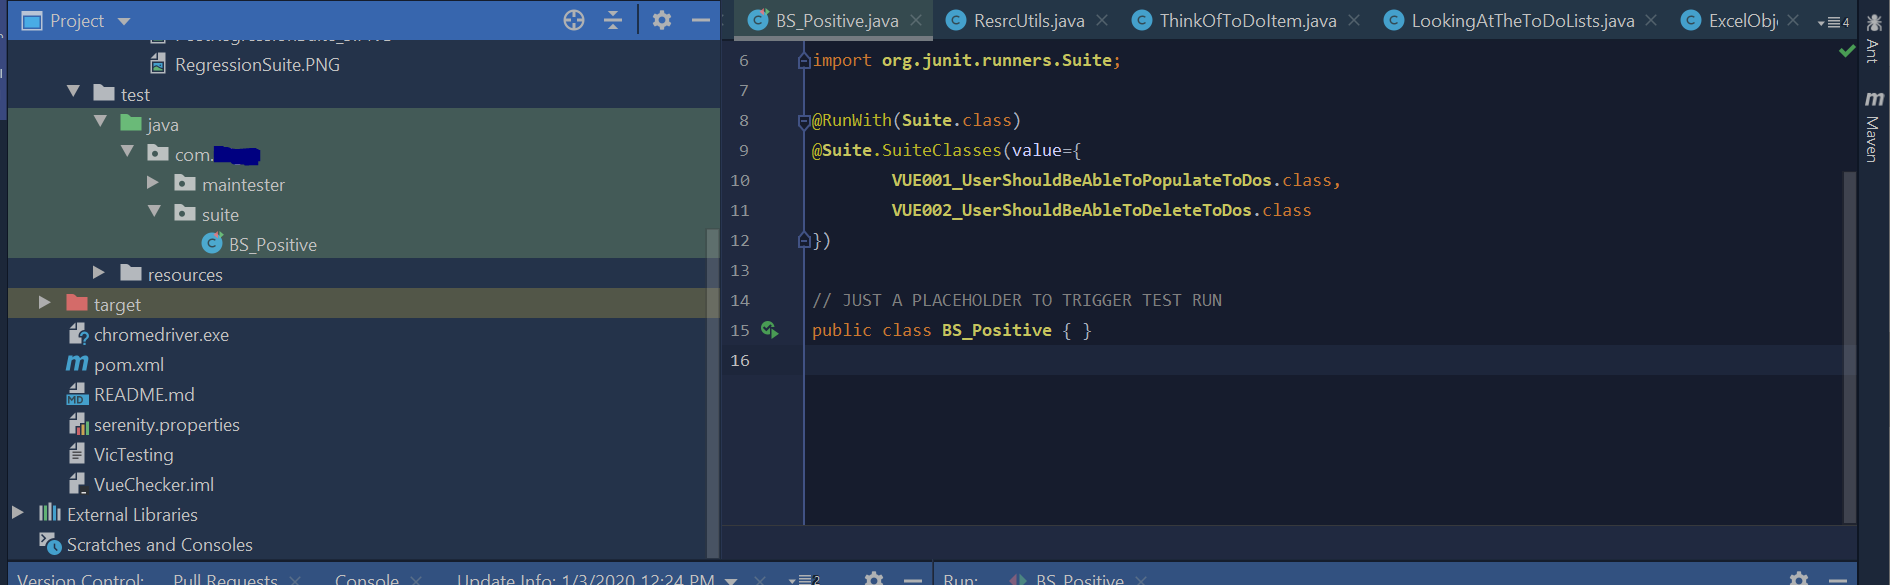 Project
RegressionSuite.PNG
test
java
com.
maintester
suite
BS_Positive
resources
target
chromedriver.exe
pom.xml
README.md
serenity.properties
VicTesting
VueChecker.iml
External Libraries
Scratches and Consoles
BS_Positive.java ResrcUtils.java ThinkOfToDoItem.java LookingAtTheToDoLists.java ExcelObj 4
6 import org.junit.runners.Suite;
7
8 @RunWith(Suite.class)
9 @Suite.SuiteClasses(value={
10 VUE001_UserShouldBeAbleToPopulateToDos.class,
11 VUE002_UserShouldBeAbleToDeleteToDos.class
12 })
13
14 // JUST A PLACEHOLDER TO TRIGGER TEST RUN
15 public class BS_Positive { }
16
Ant
m Maven
Version Control: Pull Requests Console Update Info: 1/3/2020 12:24 PM 2
Run: BS_Positive